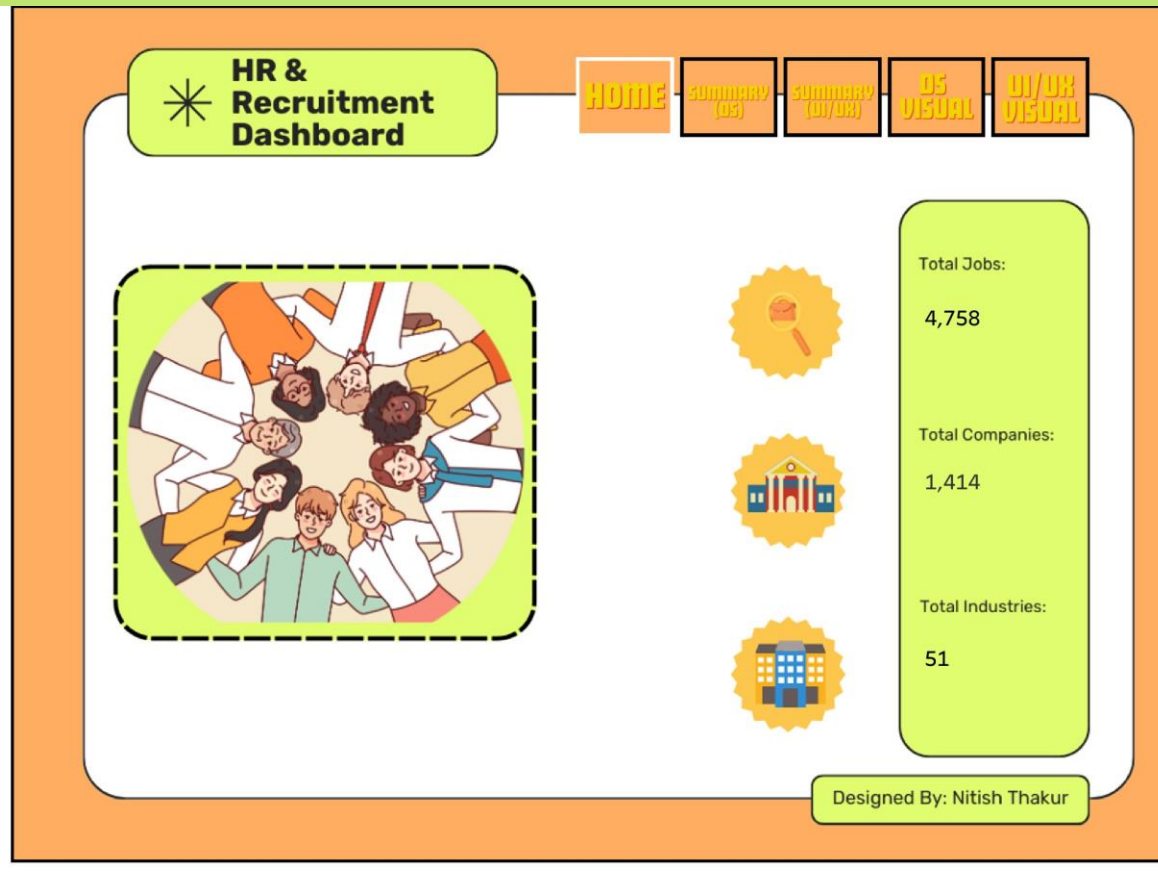 HR &
Recruitment
Dashboard
HOME
SUMMARY
(DS)
SUMMARY
(UI/UX)
DS
VISUAL
UI/UX
VISUAL
Total Jobs:
4,758
Total Companies:
1,414
Total Industries:
51
Designed By: Nitish Thakur